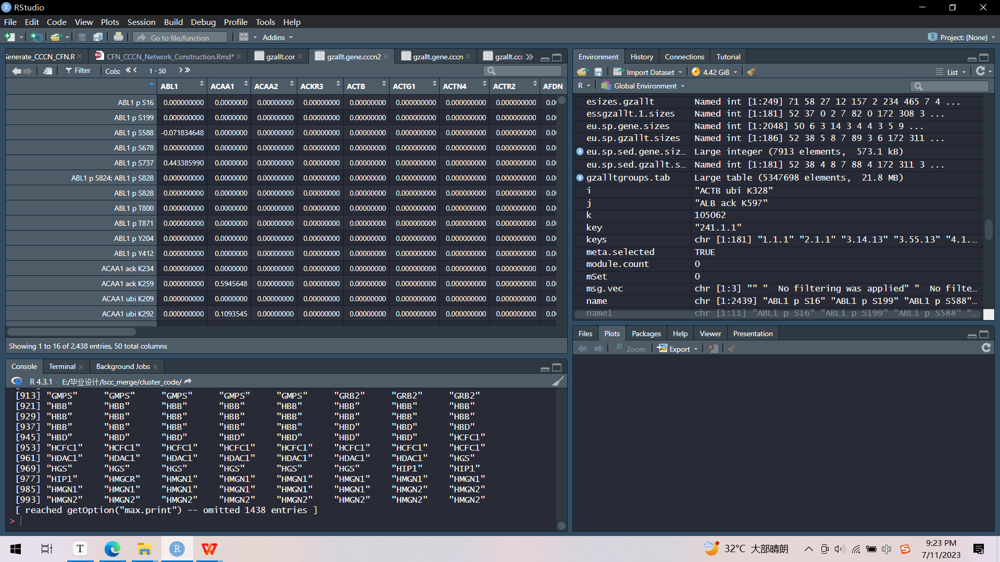 RStudio
File Edit Code View Plots Session Build Debug Profile Tools Help
Go to file/function Addins Project: (None)
Generate_CCCN_CFN.R CFN_CCCN_Network_Construction.Rmd* gzallt.cor gzallt.gene.cccn2 gzallt.gene.cccn gzallt.ccc
Filter Cols: 1 - 50
ABL1 ACAA1 ACAA2 ACKR3 ACTB ACTG1 ACTN4 ACTR2 AFDN
ABL1 p S16 0.000000000 0.0000000 0.00000000 0.00000000 0.00000000 0.000000000 0.00000000 0.000000000 0.00
ABL1 p S199 0.000000000 0.0000000 0.00000000 0.00000000 0.00000000 0.000000000 0.00000000 0.000000000 0.00
ABL1 p S588 -0.071834648 0.0000000 0.00000000 0.00000000 0.00000000 0.000000000 0.00000000 0.000000000 0.00
ABL1 p S678 0.000000000 0.0000000 0.00000000 0.00000000 0.00000000 0.000000000 0.00000000 0.000000000 0.00
ABL1 p S737 0.443385990 0.0000000 0.00000000 0.00000000 0.00000000 0.000000000 0.00000000 0.000000000 0.00
ABL1 p S824; ABL1 p S828 0.000000000 0.0000000 0.00000000 0.00000000 0.00000000 0.000000000 0.00000000 0.000000000 0.00
ABL1 p S828 0.000000000 0.0000000 0.00000000 0.00000000 0.00000000 0.000000000 0.00000000 0.000000000 0.00
ABL1 p T800 0.000000000 0.0000000 0.00000000 0.00000000 0.00000000 0.000000000 0.00000000 0.000000000 0.00
ABL1 p T871 0.000000000 0.0000000 0.00000000 0.00000000 0.00000000 0.000000000 0.00000000 0.000000000 0.00
ABL1 p Y204 0.000000000 0.0000000 0.00000000 0.00000000 0.00000000 0.000000000 0.00000000 0.000000000 0.00
ABL1 p Y412 0.000000000 0.0000000 0.00000000 0.00000000 0.00000000 0.000000000 0.00000000 0.000000000 0.00
ACAA1 ack K234 0.000000000 0.0000000 0.00000000 0.00000000 0.00000000 0.000000000 0.00000000 0.000000000 0.00
ACAA1 ack K259 0.000000000 0.5945648 0.00000000 0.00000000 0.00000000 0.000000000 0.00000000 0.000000000 0.00
ACAA1 ubi K209 0.000000000 0.0000000 0.00000000 0.00000000 0.00000000 0.000000000 0.00000000 0.000000000 0.00
ACAA1 ubi K292 0.000000000 0.1093545 0.00000000 0.00000000 0.00000000 0.000000000 0.00000000 0.000000000 0.00
Showing 1 to 16 of 2,438 entries, 50 total columns
Console Terminal Background Jobs
R 4.3.1 · E:/毕业设计/lscc_merge/cluster_code/
[913] "GMPS" "GMPS" "GMPS" "GMPS" "GMPS" "GRB2" "GRB2" "GRB2"
[921] "HBB" "HBB" "HBB" "HBB" "HBB" "HBB" "HBB" "HBB"
[929] "HBB" "HBB" "HBB" "HBB" "HBB" "HBB" "HBB" "HBB"
[937] "HBB" "HBB" "HBB" "HBB" "HBB" "HBD" "HBD" "HBD"
[945] "HBD" "HBD" "HBD" "HBD" "HBD" "HBD" "HBD" "HCFC1"
[953] "HCFC1" "HCFC1" "HCFC1" "HCFC1" "HCFC1" "HCFC1" "HCFC1" "HCFC1"
[961] "HDAC1" "HDAC1" "HDAC1" "HDAC1" "HDAC1" "HDAC1" "HDAC1" "HGS"
[969] "HGS" "HGS" "HGS" "HGS" "HGS" "HGS" "HIP1" "HIP1"
[977] "HIP1" "HMGCR" "HMGN1" "HMGN1" "HMGN1" "HMGN1" "HMGN1" "HMGN1"
[985] "HMGN1" "HMGN1" "HMGN1" "HMGN1" "HMGN1" "HMGN1" "HMGN2" "HMGN2"
[993] "HMGN2" "HMGN2" "HMGN2" "HMGN2" "HMGN2" "HMGN2" "HMGN2" "HMGN2"
[ reached getOption("max.print") -- omitted 1438 entries ]
>
Environment History Connections Tutorial
Import Dataset 4.42 GiB List
R Global Environment
esizes.gzallt Named int [1:249] 71 58 27 12 157 2 234 465 7 4 ...
essgzallt.1.sizes Named int [1:181] 52 37 0 2 7 82 0 172 308 3 ...
eu.sp.gene.sizes Named int [1:2048] 50 6 3 14 3 4 4 3 5 9 ...
eu.sp.gzallt.sizes Named int [1:186] 52 38 5 8 7 89 3 6 172 311 ...
eu.sp.sed.gene.siz... Large integer (7913 elements, 573.1 kB)
eu.sp.sed.gzallt.s... Named int [1:181] 52 38 4 8 7 88 4 172 311 3 ...
gzalltgroups.tab Large table (5347698 elements, 21.8 MB)
i "ACTB ubi K328"
j "ALB ack K597"
k 105062
key "241.1.1"
keys chr [1:181] "1.1.1" "2.1.1" "3.14.13" "3.55.13" "4.1.…
meta.selected TRUE
module.count 0
mSet 0
msg.vec chr [1:3] "" " No filtering was applied" " No filte…
name chr [1:2439] "ABL1 p S16" "ABL1 p S199" "ABL1 p S588"…
name1 chr [1:11] "ABL1 p S16" "ABL1 p S199" "ABL1 p S588" "…
Files Plots Packages Help Viewer Presentation
Zoom Export
32°C 大部晴朗
中
9:23 PM
7/11/2023